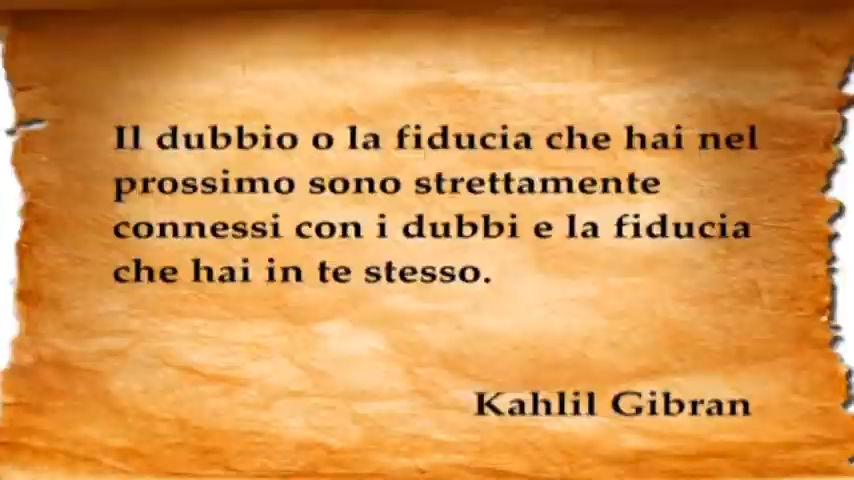 Il dubbio o la fiducia che hai nel
prossimo sono strettamente
connessi con i dubbi e la fiducia
che hai in te stesso.
Kahlil Gibran